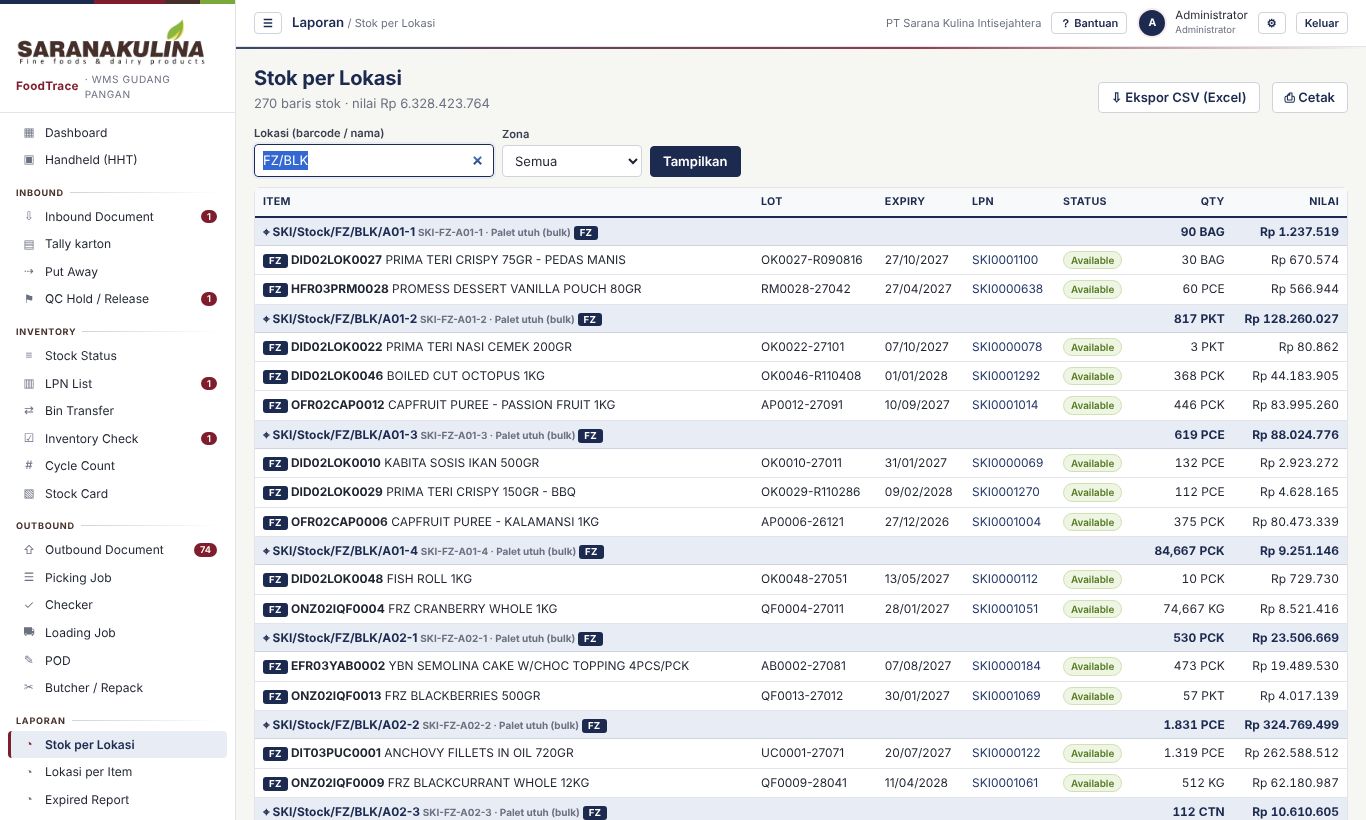 SARANAKULINA
Fine foods & dairy products
FoodTrace · WMS GUDANG PANGAN
Dashboard
Handheld (HHT)
INBOUND
Inbound Document 1
Tally karton
Put Away
QC Hold / Release 1
INVENTORY
Stock Status
LPN List 1
Bin Transfer
Inventory Check 1
Cycle Count
Stock Card
OUTBOUND
Outbound Document 74
Picking Job
Checker
Loading Job
POD
Butcher / Repack
LAPORAN
Stok per Lokasi
Lokasi per Item
Expired Report
Laporan / Stok per Lokasi
PT Sarana Kulina Intisejahtera
? Bantuan
A
Administrator
Administrator
Keluar
Stok per Lokasi
270 baris stok · nilai Rp 6.328.423.764
Ekspor CSV (Excel)
Cetak
Lokasi (barcode / nama) Zona
FZ/BLK Semua Tampilkan
ITEM LOT EXPIRY LPN STATUS QTY NILAI
SKI/Stock/FZ/BLK/A01-1 SKI-FZ-A01-1 · Palet utuh (bulk) FZ 90 BAG Rp 1.237.519
FZ DID02LOK0027 PRIMA TERI CRISPY 75GR - PEDAS MANIS OK0027-R090816 27/10/2027 SKI0001100 Available 30 BAG Rp 670.574
FZ HFR03PRM0028 PROMESS DESSERT VANILLA POUCH 80GR RM0028-27042 27/04/2027 SKI0000638 Available 60 PCE Rp 566.944
SKI/Stock/FZ/BLK/A01-2 SKI-FZ-A01-2 · Palet utuh (bulk) FZ 817 PKT Rp 128.260.027
FZ DID02LOK0022 PRIMA TERI NASI CEMEK 200GR OK0022-27101 07/10/2027 SKI0000078 Available 3 PKT Rp 80.862
FZ DID02LOK0046 BOILED CUT OCTOPUS 1KG OK0046-R110408 01/01/2028 SKI0001292 Available 368 PCK Rp 44.183.905
FZ OFR02CAP0012 CAPFRUIT PUREE - PASSION FRUIT 1KG AP0012-27091 10/09/2027 SKI0001014 Available 446 PCK Rp 83.995.260
SKI/Stock/FZ/BLK/A01-3 SKI-FZ-A01-3 · Palet utuh (bulk) FZ 619 PCE Rp 88.024.776
FZ DID02LOK0010 KABITA SOSIS IKAN 500GR OK0010-27011 31/01/2027 SKI0000069 Available 132 PCE Rp 2.923.272
FZ DID02LOK0029 PRIMA TERI CRISPY 150GR - BBQ OK0029-R110286 09/02/2028 SKI0001270 Available 112 PCE Rp 4.628.165
FZ OFR02CAP0006 CAPFRUIT PUREE - KALAMANSI 1KG AP0006-26121 27/12/2026 SKI0001004 Available 375 PCK Rp 80.473.339
SKI/Stock/FZ/BLK/A01-4 SKI-FZ-A01-4 · Palet utuh (bulk) FZ 84,667 PCK Rp 9.251.146
FZ DID02LOK0048 FISH ROLL 1KG OK0048-27051 13/05/2027 SKI0000112 Available 10 PCK Rp 729.730
FZ ONZ02IQF0004 FRZ CRANBERRY WHOLE 1KG QF0004-27011 28/01/2027 SKI0001051 Available 74,667 KG Rp 8.521.416
SKI/Stock/FZ/BLK/A02-1 SKI-FZ-A02-1 · Palet utuh (bulk) FZ 530 PCK Rp 23.506.669
FZ EFR03YAB0002 YBN SEMOLINA CAKE W/CHOC TOPPING 4PCS/PCK AB0002-27081 07/08/2027 SKI0000184 Available 473 PCK Rp 19.489.530
FZ ONZ02IQF0013 FRZ BLACKBERRIES 500GR QF0013-27012 30/01/2027 SKI0001069 Available 57 PKT Rp 4.017.139
SKI/Stock/FZ/BLK/A02-2 SKI-FZ-A02-2 · Palet utuh (bulk) FZ 1.831 PCE Rp 324.769.499
FZ DIT03PUC0001 ANCHOVY FILLETS IN OIL 720GR UC0001-27071 20/07/2027 SKI0000122 Available 1.319 PCE Rp 262.588.512
FZ ONZ02IQF0009 FRZ BLACKCURRANT WHOLE 12KG QF0009-28041 11/04/2028 SKI0001061 Available 512 KG Rp 62.180.987
SKI/Stock/FZ/BLK/A02-3 SKI-FZ-A02-3 · Palet utuh (bulk) FZ 112 CTN Rp 10.610.605